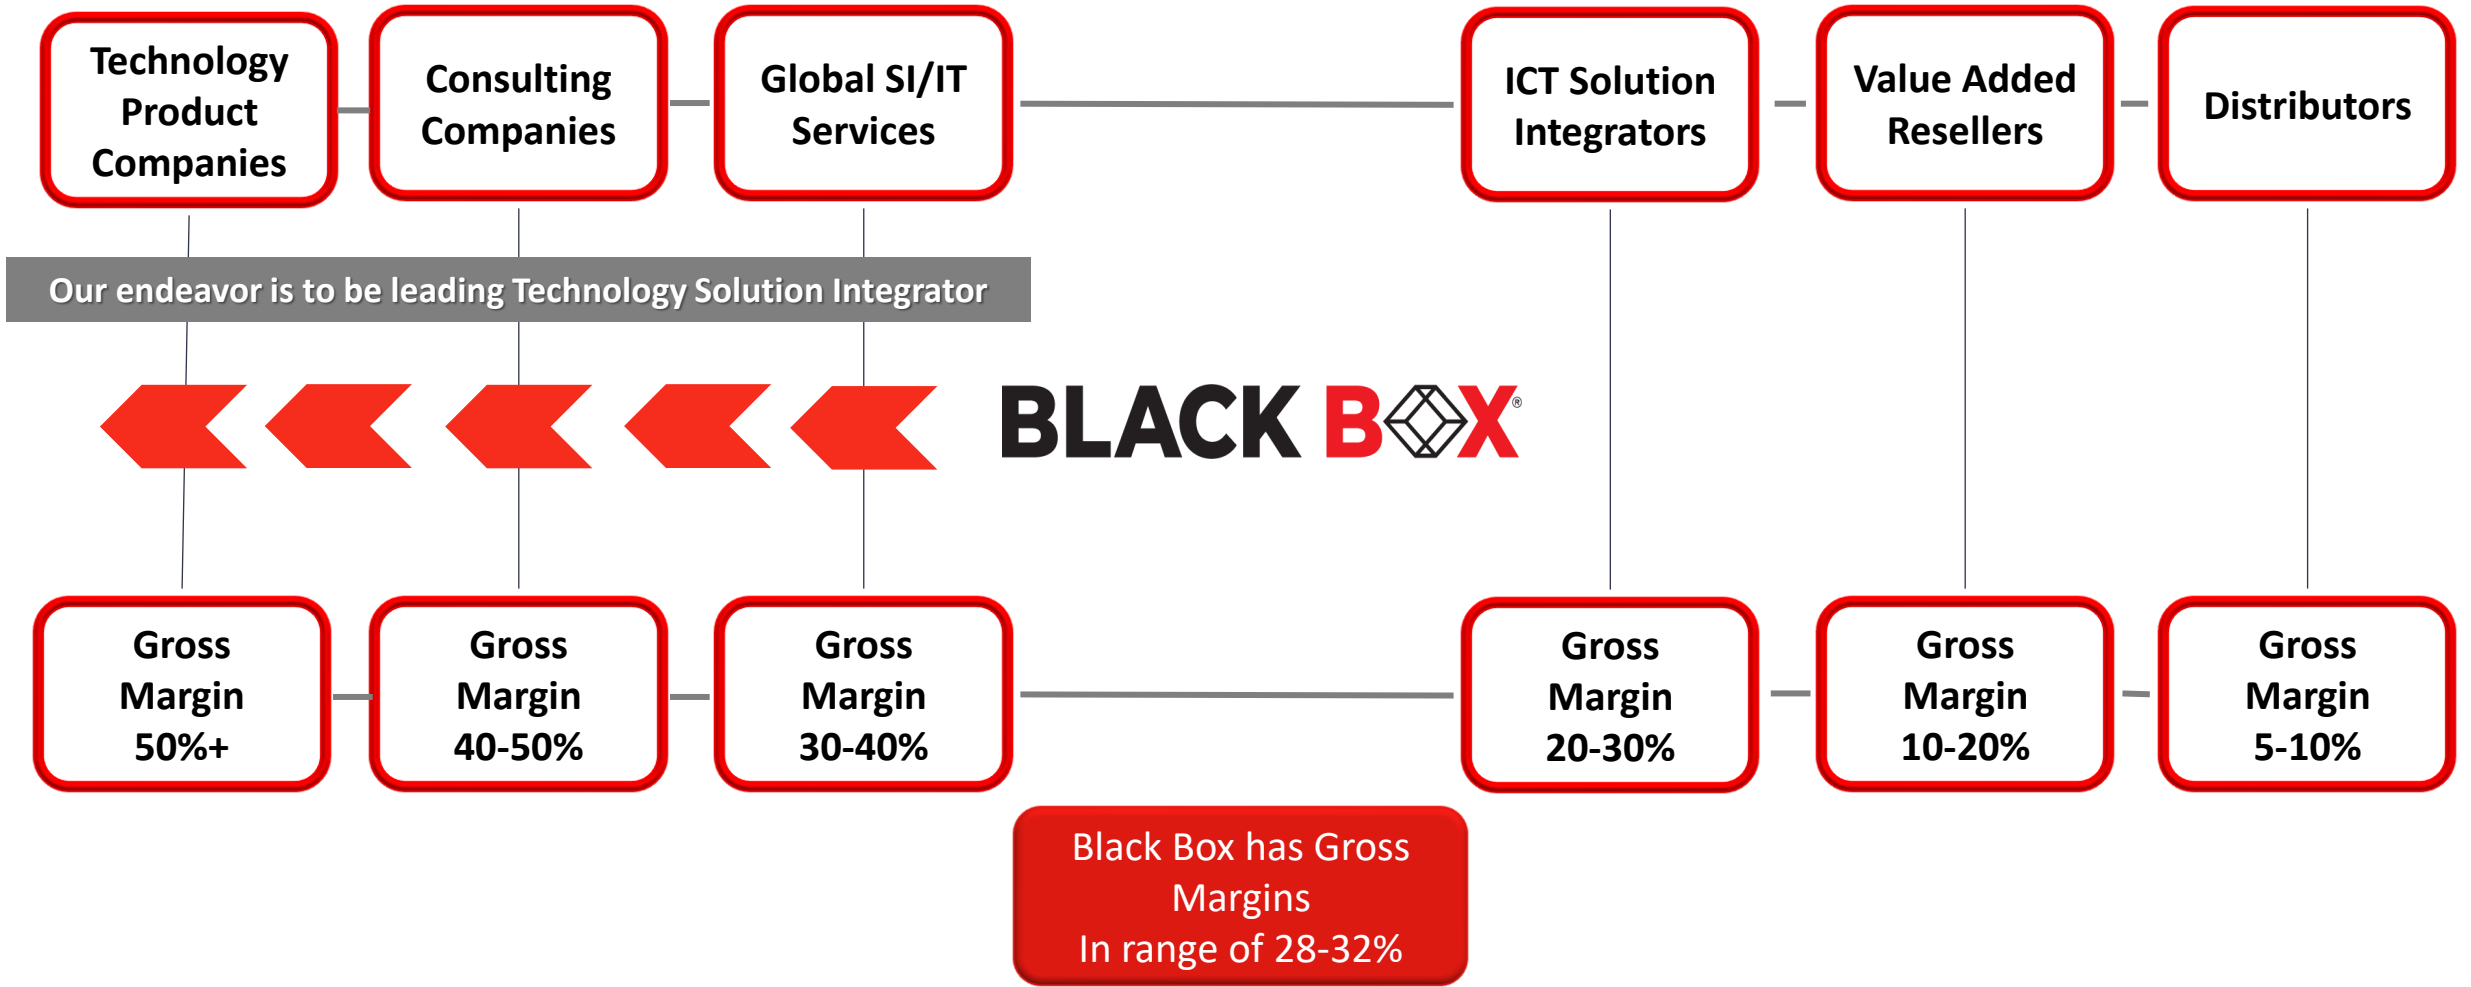 Technology
Product
Companies
Consulting
Companies
Global SI/IT
Services
ICT Solution
Integrators
Value Added
Resellers
Distributors
Our endeavor is to be leading Technology Solution Integrator
BLACK BOX®
Gross
Margin
50%+
Gross
Margin
40-50%
Gross
Margin
30-40%
Gross
Margin
20-30%
Gross
Margin
10-20%
Gross
Margin
5-10%
Black Box has Gross
Margins
In range of 28-32%